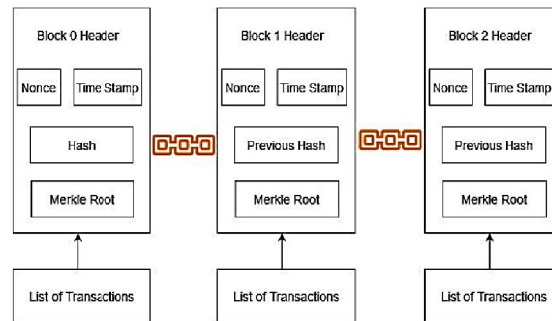 Block 0 Header
Nonce
Time Stamp
Hash
Merkle Root
List of Transactions
Block 1 Header
Nonce
Time Stamp
Previous Hash
Merkle Root
List of Transactions
Block 2 Header
Nonce
Time Stamp
Previous Hash
Merkle Root
List of Transactions